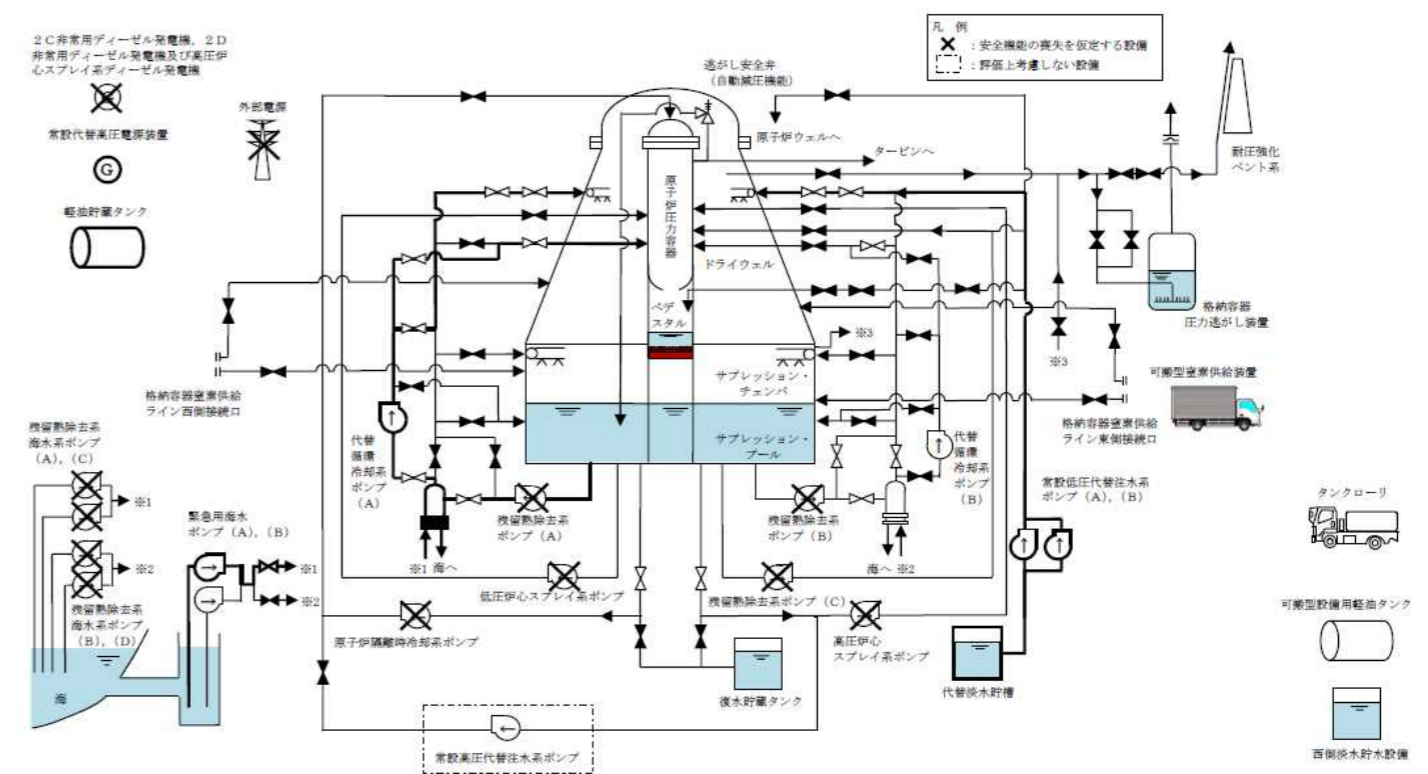 2C非常用ディーゼル発電機，2D
非常用ディーゼル発電機及び高圧炉
心スプレイ系ディーゼル発電機
外部電源
常設代替高圧電源装置
G
軽油貯蔵タンク
凡 例
：安全機能の喪失を仮定する設備
：評価上考慮しない設備
逃がし安全弁
（自動減圧機能）
原子炉ウェルへ
タービンへ
耐圧強化
ベント系
原子炉圧力容器
ドライウェル
ペデ
スタル
※3
※3
格納容器
圧力逃がし装置
サプレッション・
チェンバ
サプレッション・
プール
可搬型窒素供給装置
格納容器窒素供給
ライン西側接続口
格納容器窒素供給
ライン東側接続口
残留熱除去系
海水系ポンプ
（A），（C）
※1
※2
残留熱除去系
海水系ポンプ
（B），（D）
緊急用海水
ポンプ（A），（B）
※1
※2
海
代替
循環
冷却系
ポンプ
（A）
代替
循環
冷却系
ポンプ
（B）
常設低圧代替注水系
ポンプ（A），（B）
残留熱除去系
ポンプ（A）
残留熱除去系
ポンプ（B）
※1 海へ
海へ ※2
低圧炉心スプレイ系ポンプ
残留熱除去系ポンプ（C）
原子炉隔離時冷却系ポンプ
高圧炉心
スプレイ系ポンプ
復水貯蔵タンク
代替淡水貯槽
常設高圧代替注水系ポンプ
タンクローリ
可搬型設備用軽油タンク
西側淡水貯水設備